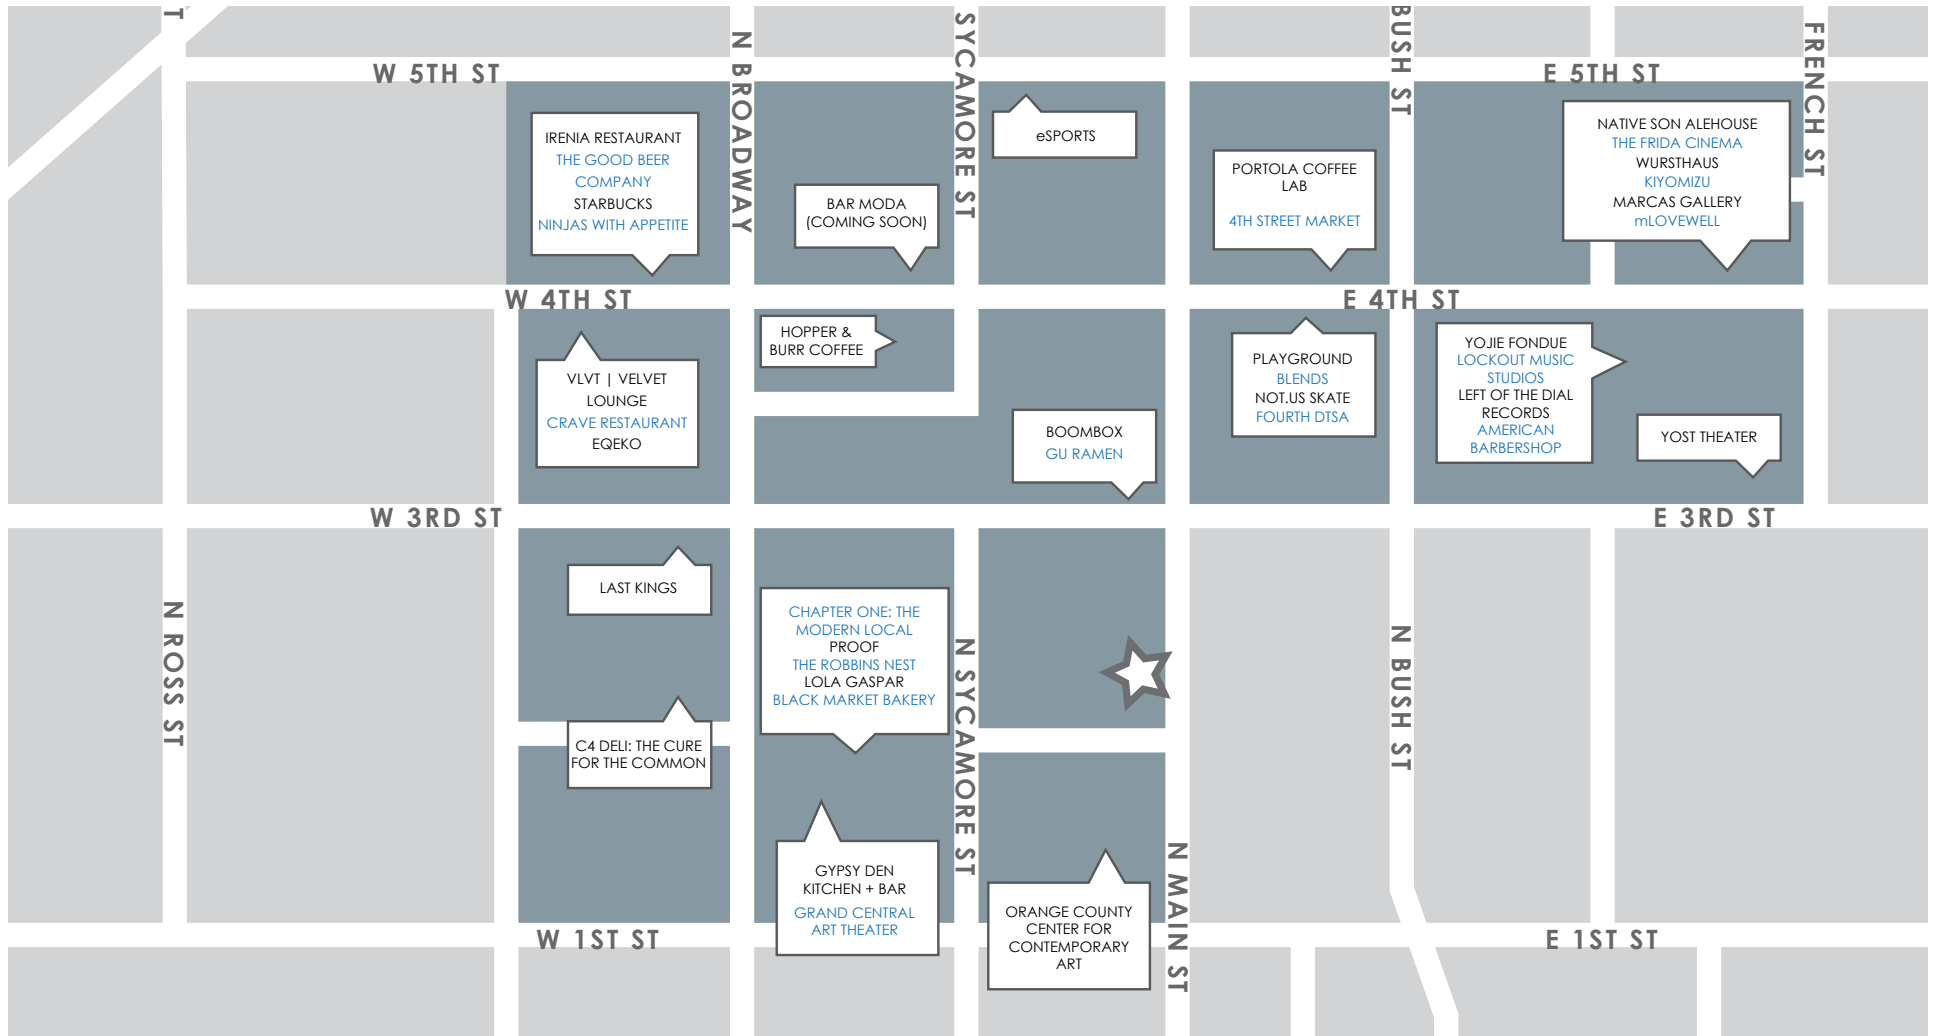 T
W 5TH ST
N BROADWAY
SYCAMORE ST
BUSH ST
E 5TH ST
FRENCH ST
IRENIA RESTAURANT
THE GOOD BEER
COMPANY
STARBUCKS
NINJAS WITH APPETITE
BAR MODA
(COMING SOON)
eSPORTS
PORTOLA COFFEE
LAB
4TH STREET MARKET
NATIVE SON ALEHOUSE
THE FRIDA CINEMA
WURSTHAUS
KIYOMIZU
MARCAS GALLERY
mLOVEWELL
W 4TH ST
E 4TH ST
VLVT | VELVET
LOUNGE
CRAVE RESTAURANT
EQEKO
HOPPER &
BURR COFFEE
BOOMBOX
GU RAMEN
PLAYGROUND
BLENDS
NOT.US SKATE
FOURTH DTSA
YOJIE FONDUE
LOCKOUT MUSIC
STUDIOS
LEFT OF THE DIAL
RECORDS
AMERICAN
BARBERSHOP
YOST THEATER
W 3RD ST
E 3RD ST
N ROSS ST
LAST KINGS
C4 DELI: THE CURE
FOR THE COMMON
CHAPTER ONE: THE
MODERN LOCAL
PROOF
THE ROBBINS NEST
LOLA GASPAR
BLACK MARKET BAKERY
N SYCAMORE ST
N BUSH ST
GYPSY DEN
KITCHEN + BAR
GRAND CENTRAL
ART THEATER
ORANGE COUNTY
CENTER FOR
CONTEMPORARY
ART
N MAIN ST
W 1ST ST
E 1ST ST